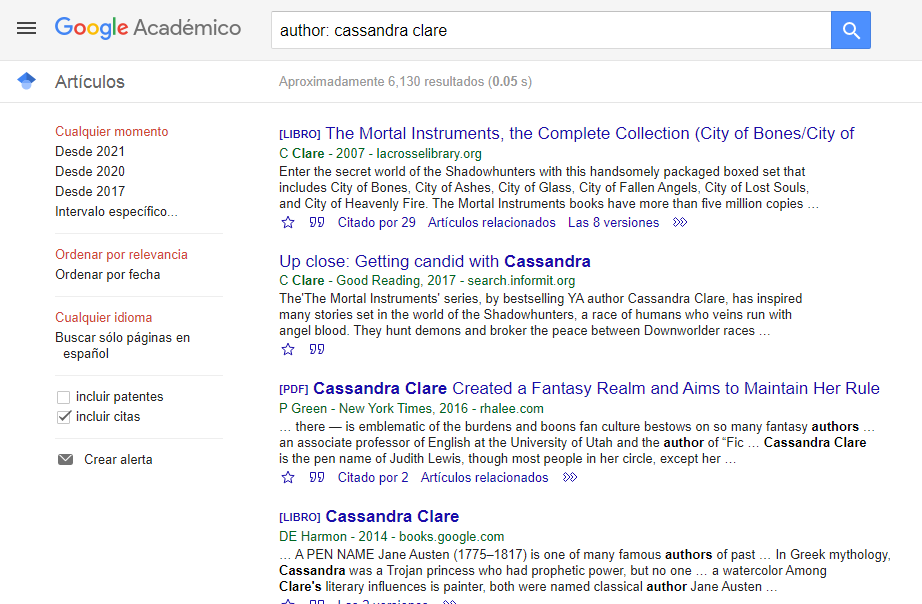 Google Académico
author: cassandra clare
Artículos
Aproximadamente 6,130 resultados (0.05 s)
Cualquier momento
Desde 2021
Desde 2020
Desde 2017
Intervalo específico...
Ordenar por relevancia
Ordenar por fecha
Cualquier idioma
Buscar sólo páginas en
español
incluir patentes
incluir citas
Crear alerta
[LIBRO] The Mortal Instruments, the Complete Collection (City of Bones/City of
C Clare - 2007 - lacrosselibrary.org
Enter the secret world of the Shadowhunters with this handsomely packaged boxed set that
includes City of Bones, City of Ashes, City of Glass, City of Fallen Angels, City of Lost Souls,
and City of Heavenly Fire. The Mortal Instruments books have more than five million copies …
Citado por 29 Artículos relacionados Las 8 versiones
Up close: Getting candid with Cassandra
C Clare - Good Reading, 2017 - search.informit.org
The'The Mortal Instruments' series, by bestselling YA author Cassandra Clare, has inspired
many stories set in the world of the Shadowhunters, a race of humans who veins run with
angel blood. They hunt demons and broker the peace between Downworlder races …
[PDF] Cassandra Clare Created a Fantasy Realm and Aims to Maintain Her Rule
P Green - New York Times, 2016 - rhalee.com
… there — is emblematic of the burdens and boons fan culture bestows on so many fantasy authors …
an associate professor of English at the University of Utah and the author of “Fic … Cassandra Clare
is the pen name of Judith Lewis, though most people in her circle, except her …
Citado por 2 Artículos relacionados
[LIBRO] Cassandra Clare
DE Harmon - 2014 - books.google.com
… A PEN NAME Jane Austen (1775–1817) is one of many famous authors of past … In Greek mythology,
Cassandra was a Trojan princess who had prophetic power, but no one … a watercolor Among
Clare's literary influences is painter, both were named classical author Jane Austen …